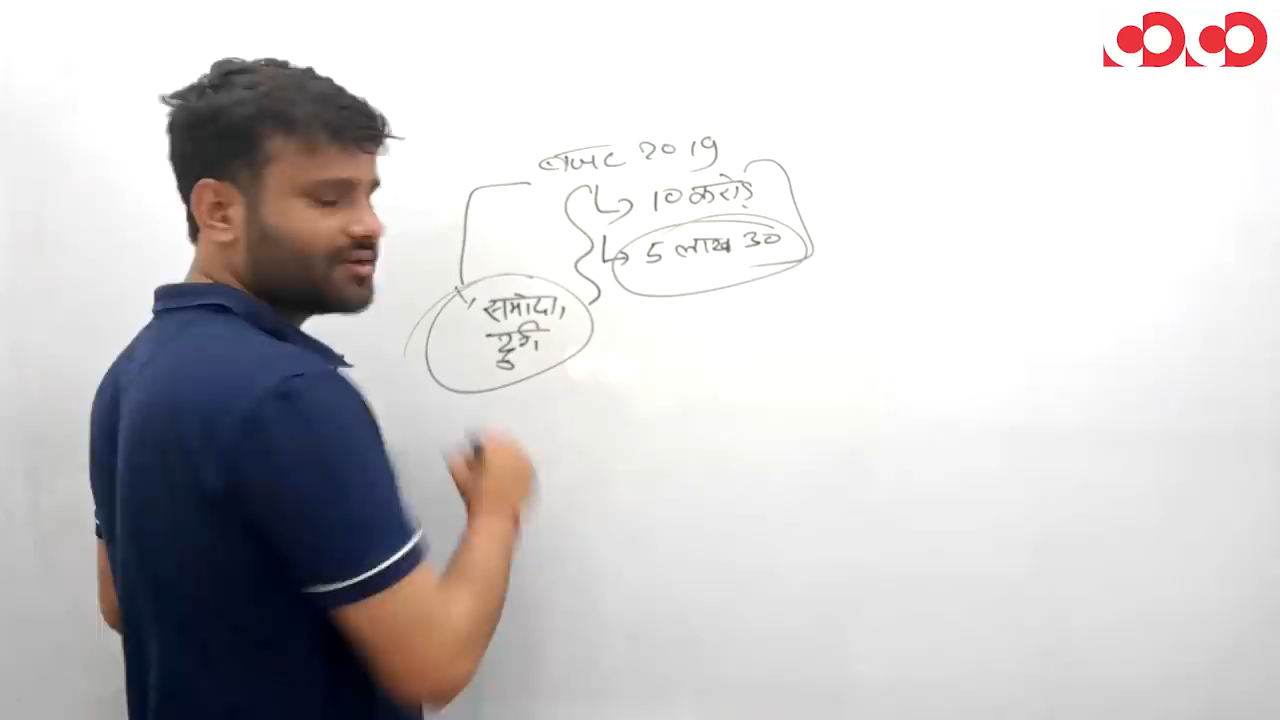 बजट 2019
10 करोड़
5 लाख 30
समोदा,
दुर्ग,